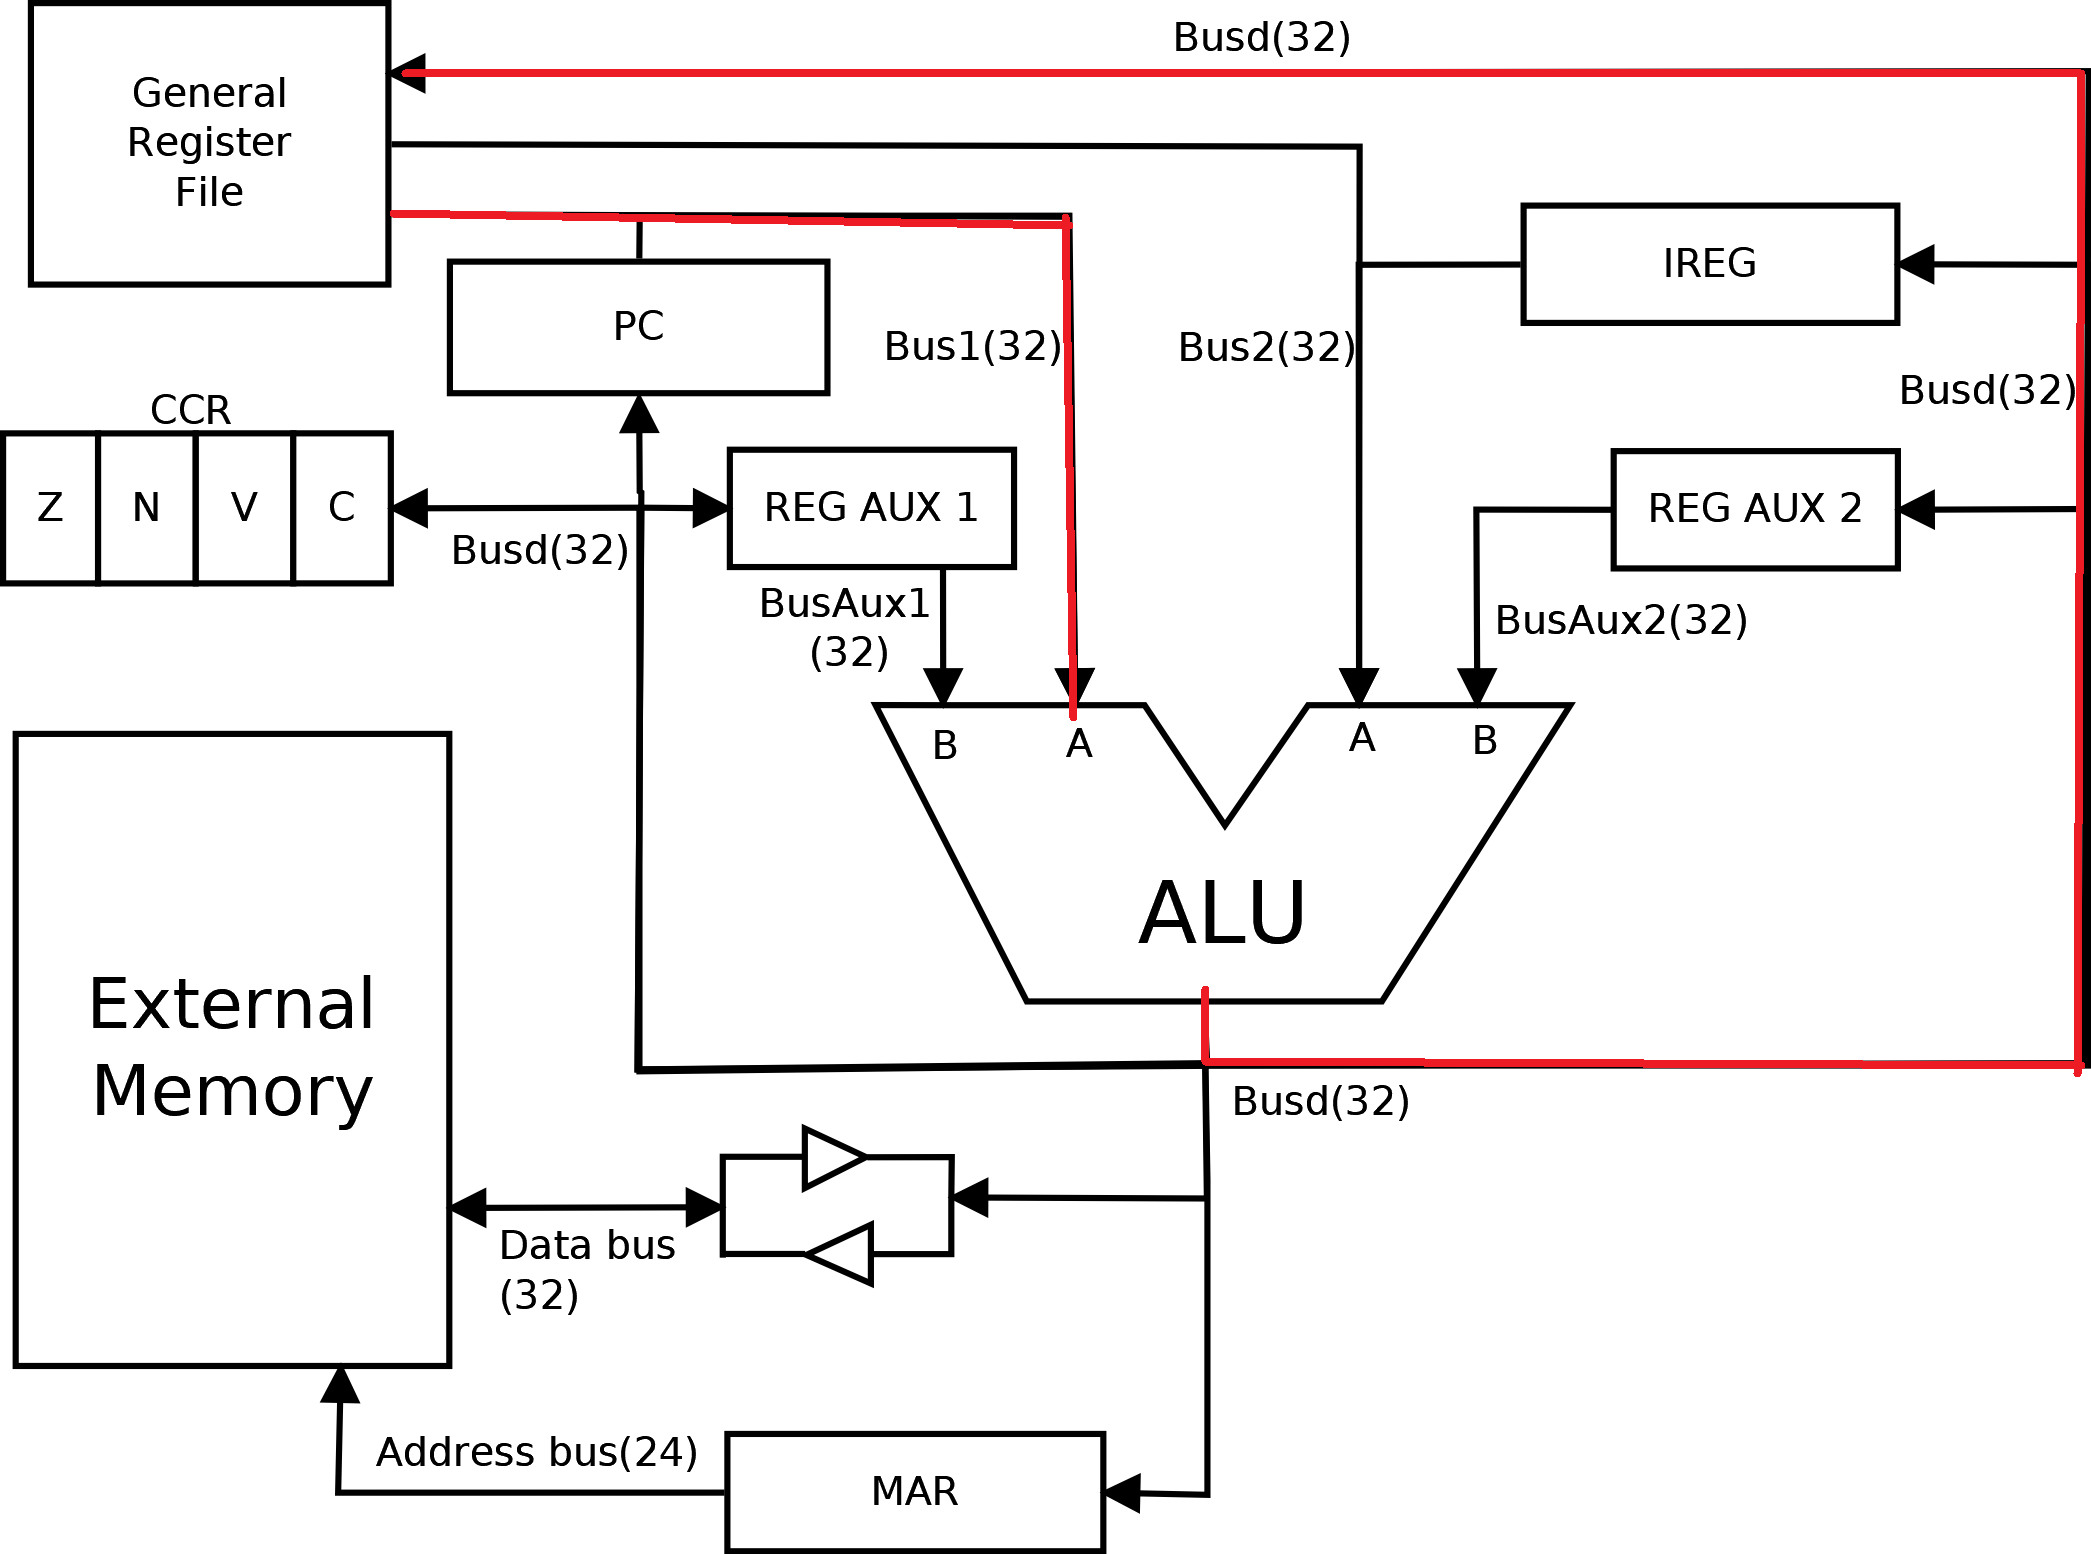 Busd(32)
General
Register
File
IREG
PC
Bus1(32)
Bus2(32)
Busd(32)
CCR
Z N V C
REG AUX 1
REG AUX 2
Busd(32)
BusAux1
(32)
BusAux2(32)
B A A B
ALU
External
Memory
Busd(32)
Data bus
(32)
Address bus(24)
MAR